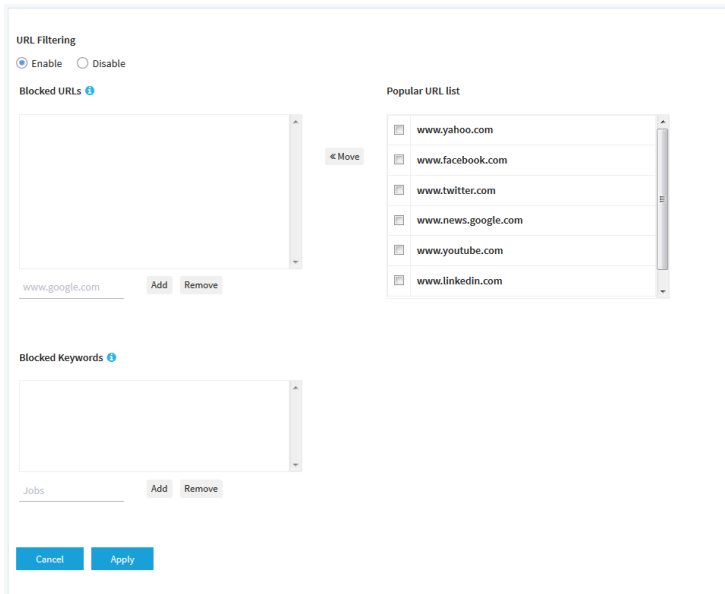 URL Filtering
Enable Disable
Blocked URLs
Popular URL list
www.yahoo.com
« Move
www.facebook.com
www.twitter.com
www.news.google.com
www.youtube.com
www.linkedin.com
www.google.com Add Remove
Blocked Keywords
Jobs Add Remove
Cancel Apply